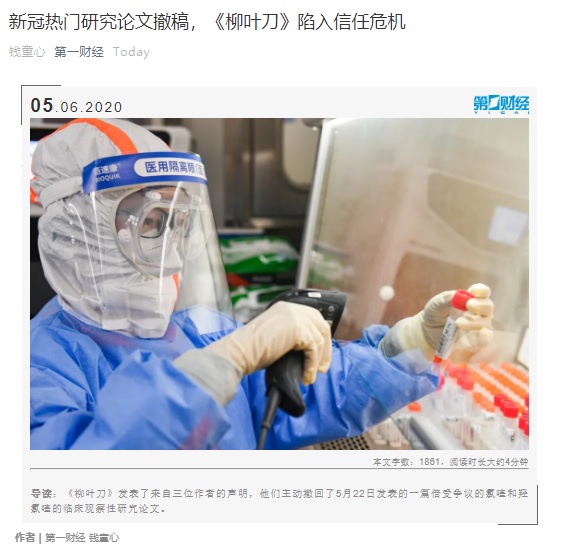 新冠热门研究论文撤稿，《柳叶刀》陷入信任危机
钱童心 第一财经 Today
05.06.2020
第一财经
YICAI
医用隔离眼
本文字数：1861，阅读时长大约4分钟
导读：《柳叶刀》发表了来自三位作者的声明，他们主动撤回了5月22日发表的一篇倍受争议的氯喹和羟
氯喹的临床观察性研究论文。
作者 | 第一财经 钱童心